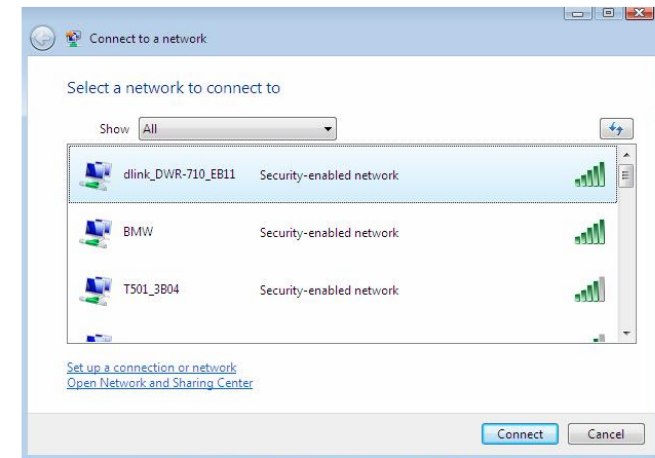 Connect to a network
Select a network to connect to
Show All
dlink_DWR-710_EB11 Security-enabled network
BMW Security-enabled network
T501_3B04 Security-enabled network
Set up a connection or network
Open Network and Sharing Center
Connect Cancel